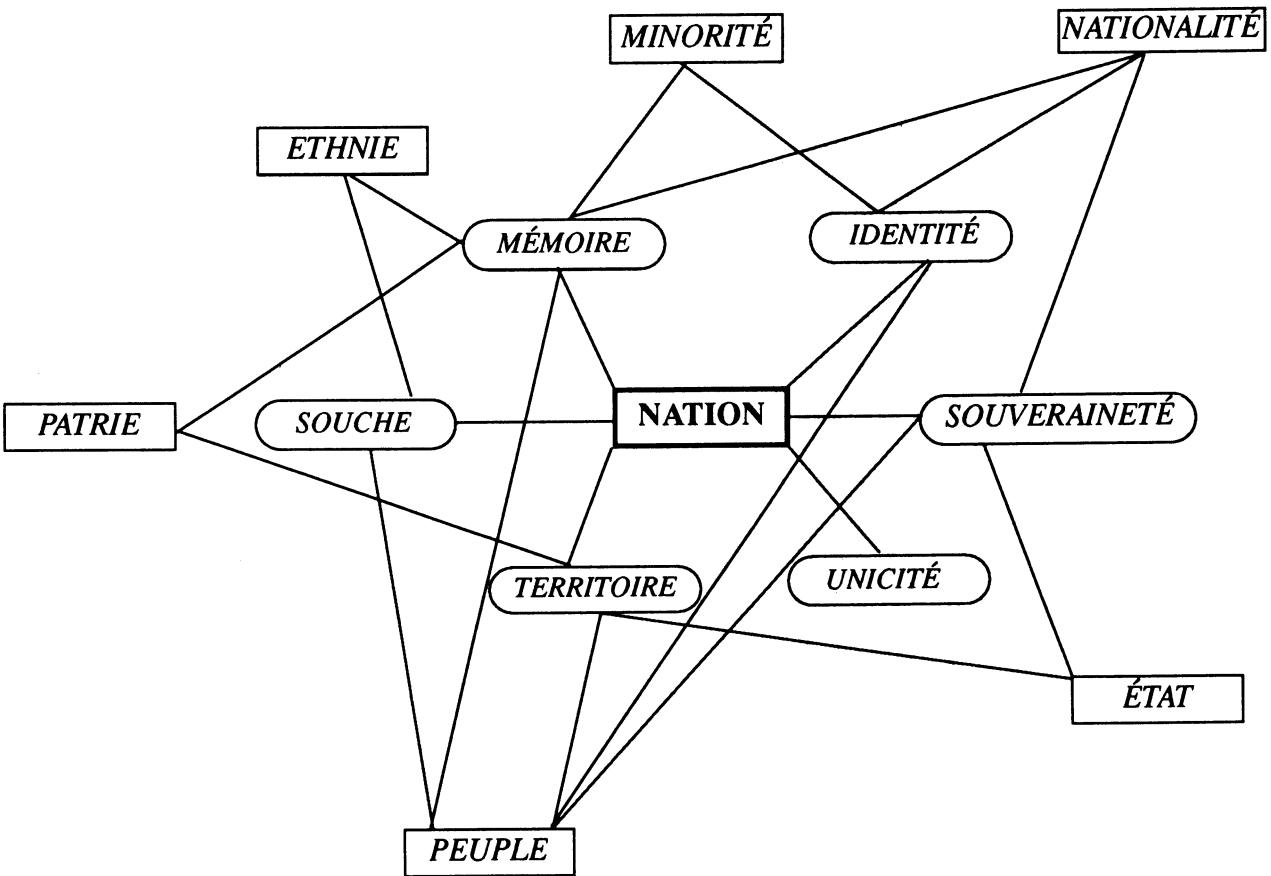 MINORITÉ
NATIONALITÉ
ETHNIE
MÉMOIRE
IDENTITÉ
PATRIE
SOUCHE
NATION
SOUVERAINETÉ
TERRITOIRE
UNICITÉ
ÉTAT
PEUPLE